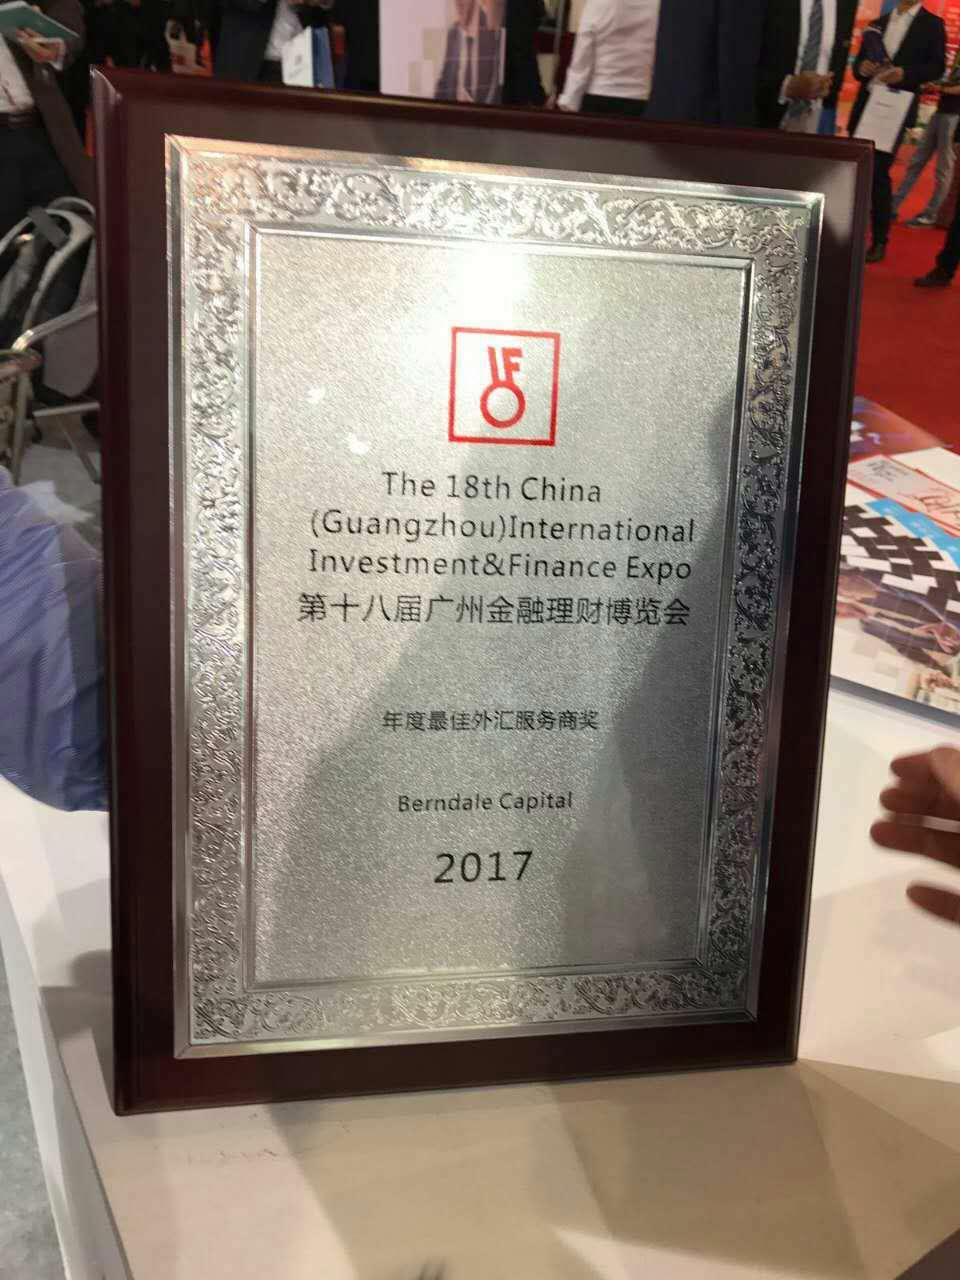 IF
The 18th China
(Guangzhou)International
Investment&Finance Expo
第十八届广州金融理财博览会
年度最佳外汇服务商奖
Berndale Capital
2017